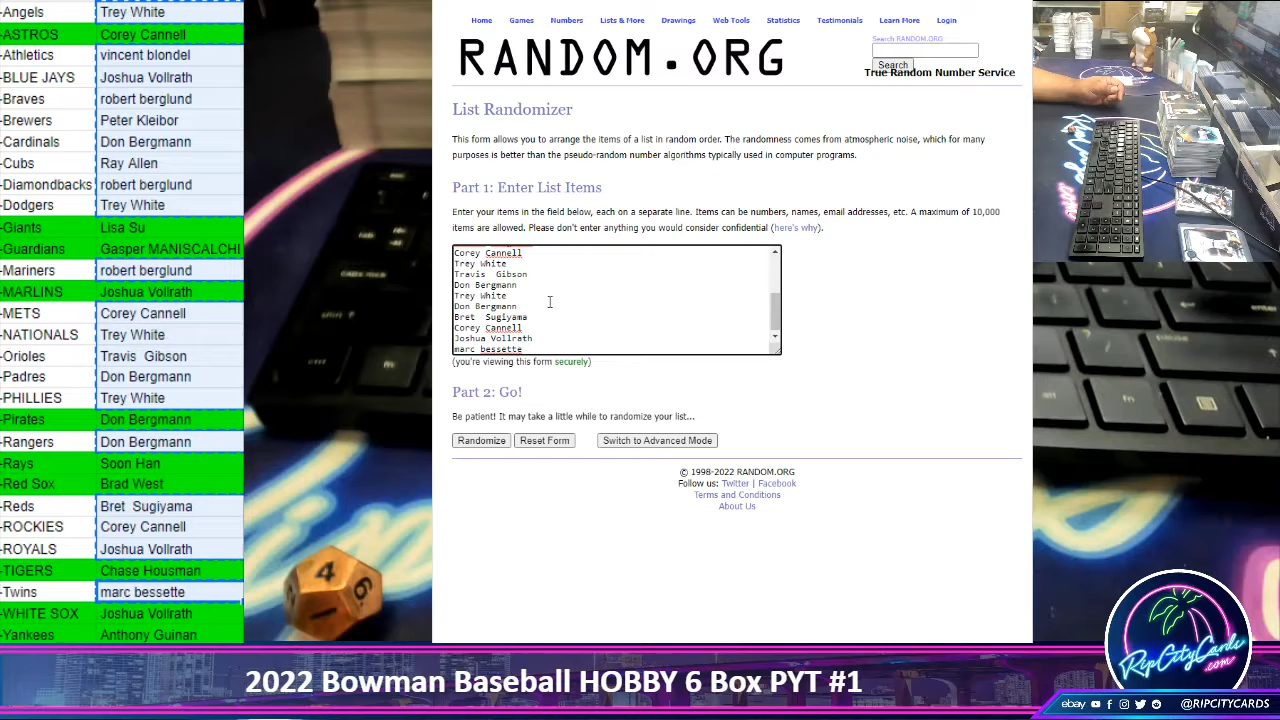 -Angels Trey White
-ASTROS Corey Cannell
-Athletics vincent blondel
-BLUE JAYS Joshua Vollrath
-Braves robert berglund
-Brewers Peter Kleibor
-Cardinals Don Bergmann
-Cubs Ray Allen
-Diamondbacks robert berglund
-Dodgers Trey White
-Giants Lisa Su
-Guardians Gasper MANISCALCHI
-Mariners robert berglund
-MARLINS Joshua Vollrath
-METS Corey Cannell
-NATIONALS Trey White
-Orioles Travis  Gibson
-Padres Don Bergmann
-PHILLIES Trey White
-Pirates Don Bergmann
-Rangers Don Bergmann
-Rays Soon Han
-Red Sox Brad West
-Reds Bret  Sugiyama
-ROCKIES Corey Cannell
-ROYALS Joshua Vollrath
-TIGERS Chase Housman
-Twins marc bessette
-WHITE SOX Joshua Vollrath
-Yankees Anthony Guinan
Home Games Numbers Lists & More Drawings Web Tools Statistics Testimonials Learn More Login
RANDOM.ORG
Search RANDOM.ORG
Search
True Random Number Service
List Randomizer
This form allows you to arrange the items of a list in random order. The randomness comes from atmospheric noise, which for many
purposes is better than the pseudo-random number algorithms typically used in computer programs.
Part 1: Enter List Items
Enter your items in the field below, each on a separate line. Items can be numbers, names, email addresses, etc. A maximum of 10,000
items are allowed. Please don't enter anything you would consider confidential (here's why).
Corey Cannell
Trey White
Travis  Gibson
Don Bergmann
Trey White
Don Bergmann
Bret  Sugiyama
Corey Cannell
Joshua Vollrath
marc bessette
(you're viewing this form securely)
Part 2: Go!
Be patient! It may take a little while to randomize your list...
Randomize Reset Form Switch to Advanced Mode
© 1998-2022 RANDOM.ORG
Follow us: Twitter | Facebook
Terms and Conditions
About Us
4
6
1
RipCityCards
.com
2022 Bowman Baseball HOBBY 6 Box PYT #1
ebay @RIPCITYCARDS